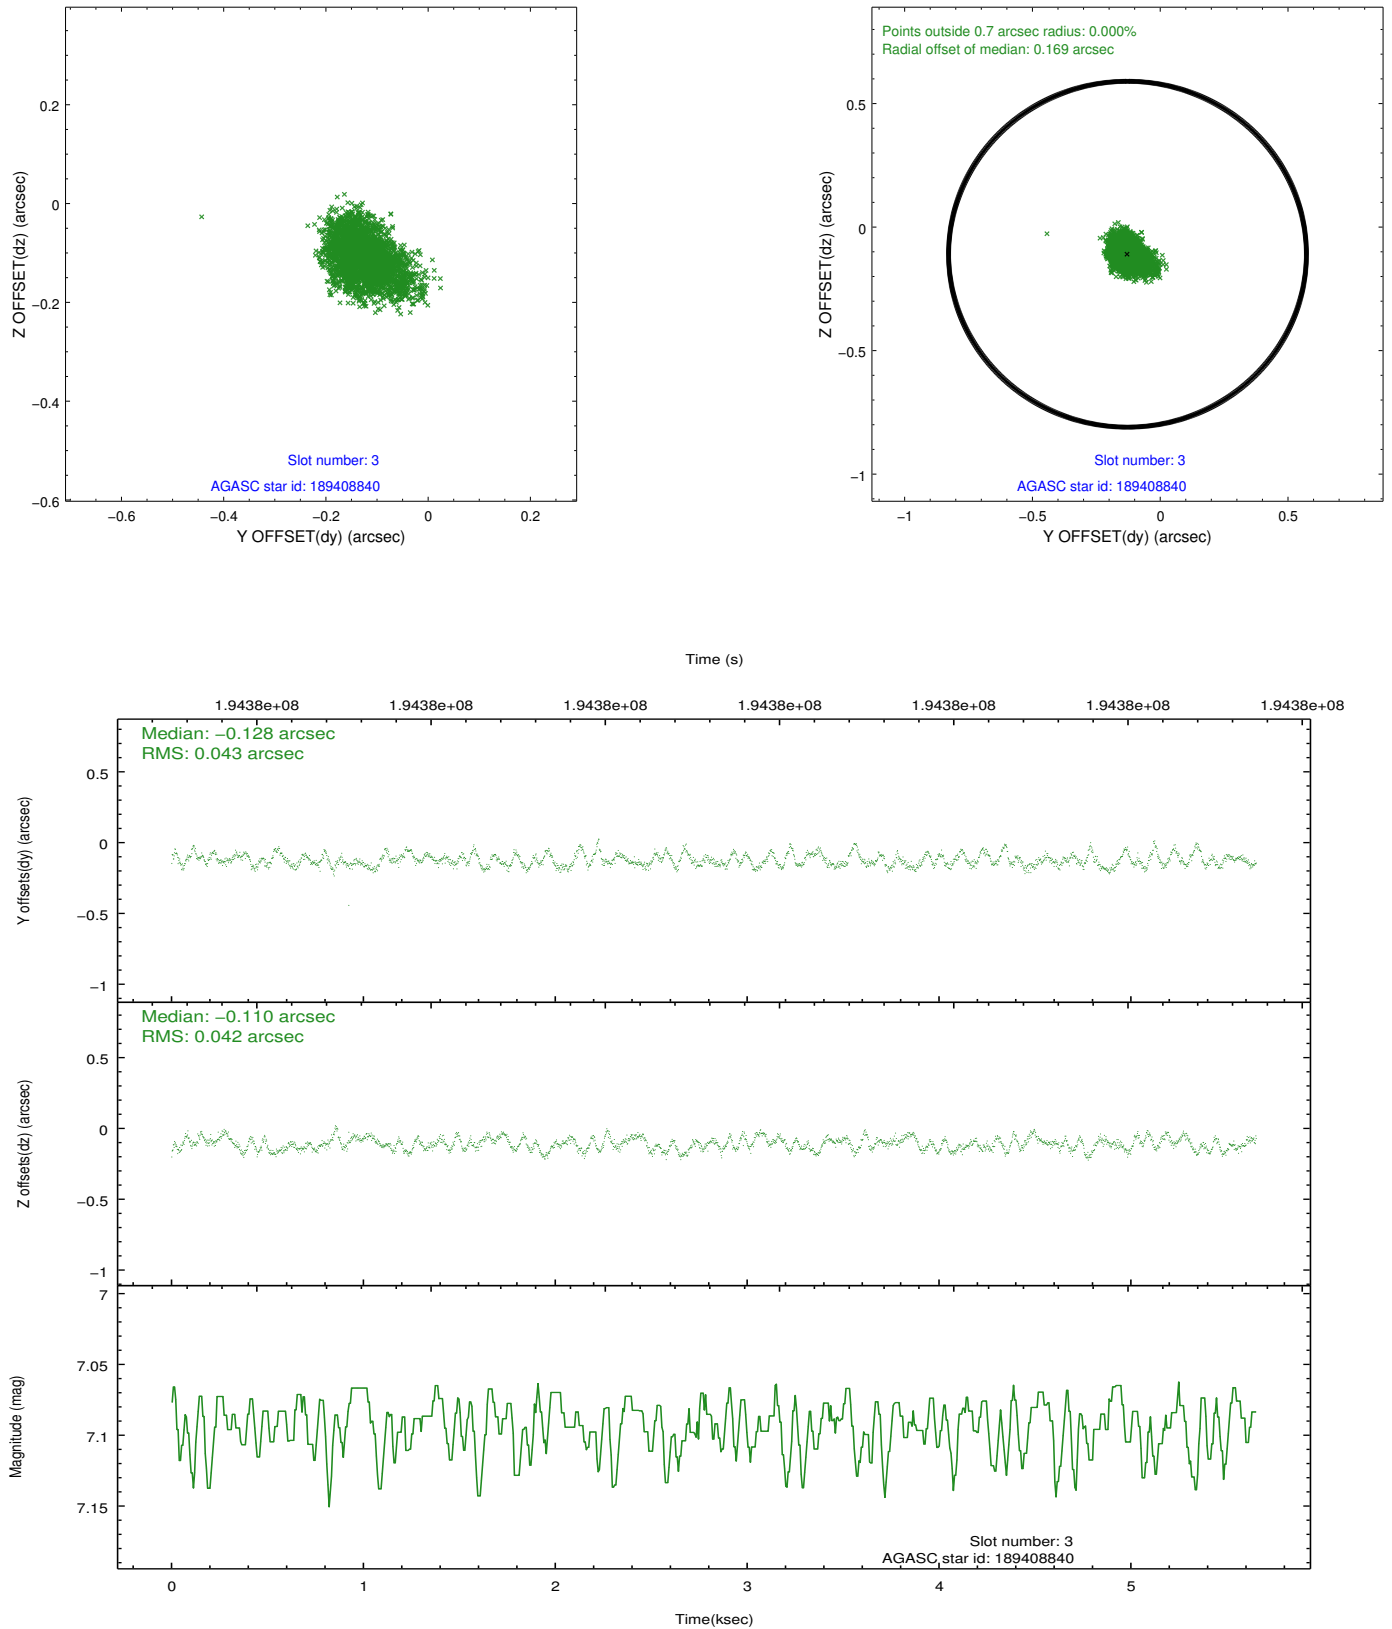 0.2
0
−0.2
−0.4
−0.6
Z OFFSET(dz) (arcsec)
Slot number: 3
AGASC star id: 189408840
−0.6 −0.4 −0.2 0 0.2
Y OFFSET(dy) (arcsec)
Points outside 0.7 arcsec radius: 0.000%
Radial offset of median: 0.169 arcsec
0.5
0
−0.5
−1
Z OFFSET(dz) (arcsec)
Slot number: 3
AGASC star id: 189408840
−1 −0.5 0 0.5
Y OFFSET(dy) (arcsec)
Time (s)
1.9438e+08 1.9438e+08 1.9438e+08 1.9438e+08 1.9438e+08 1.9438e+08 1.9438e+08
Median: −0.128 arcsec
RMS: 0.043 arcsec
0.5
0
−0.5
−1
Y offsets(dy) (arcsec)
Median: −0.110 arcsec
RMS: 0.042 arcsec
0.5
0
−0.5
−1
Z offsets(dz) (arcsec)
7
7.05
7.1
7.15
Magnitude (mag)
Slot number: 3
AGASC star id: 189408840
0 1 2 3 4 5
Time(ksec)